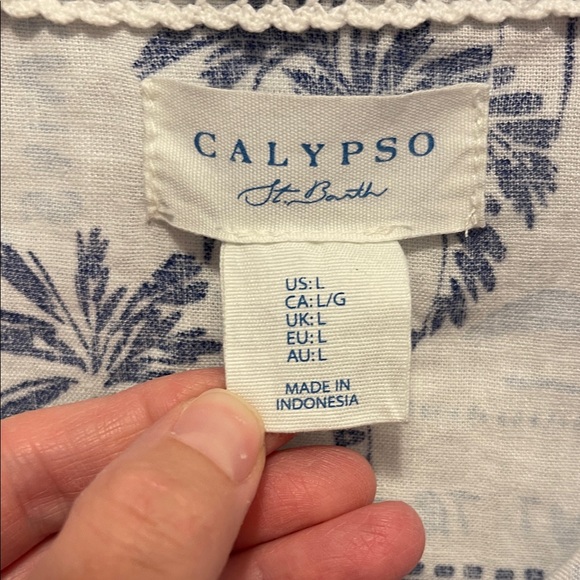 CALYPSO
St. Barth
US: L
CA: L/G
UK: L
EU: L
AU: L
MADE IN
INDONESIA